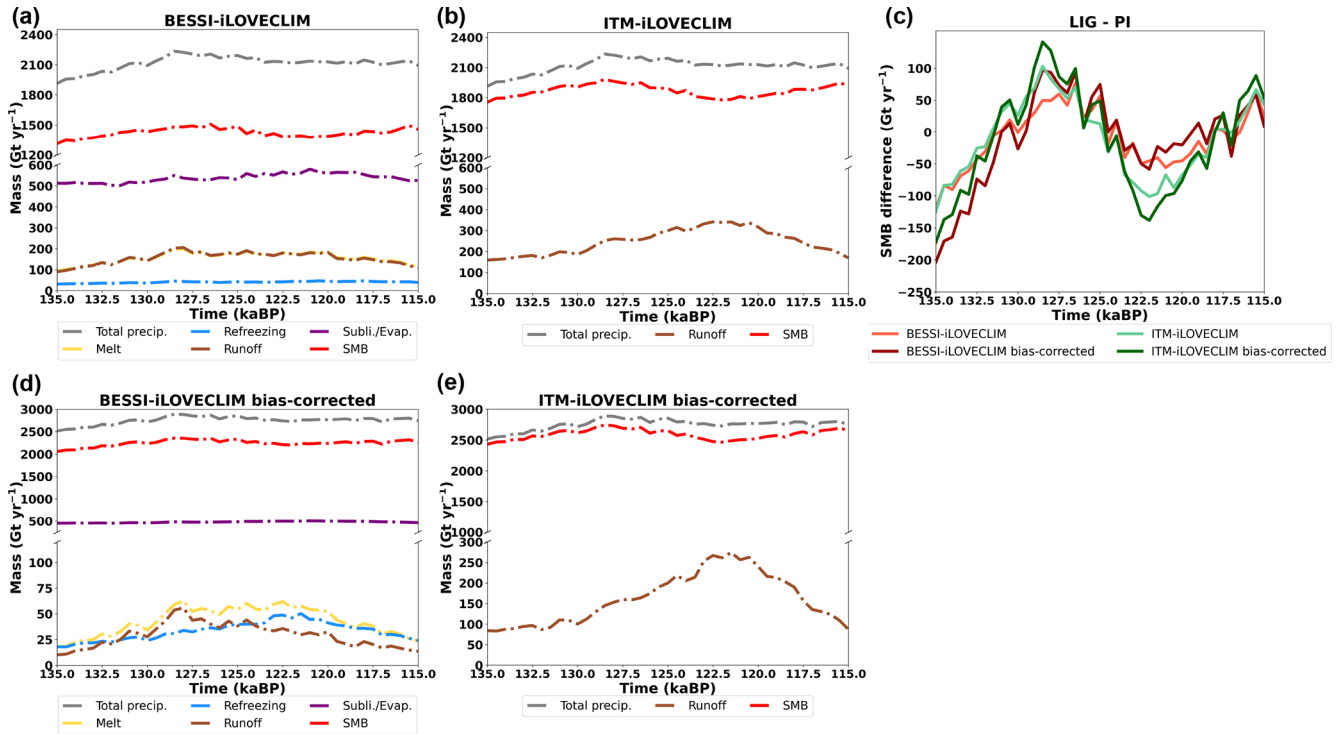 (a)
BESSI-iLOVECLIM
2400
2100
1800
1500
1200
600
500
400
300
200
100
0
Mass (Gt yr⁻¹)
135.0 132.5 130.0 127.5 125.0 122.5 120.0 117.5 115.0
Time (kaBP)
Total precip. Refreezing Subli./Evap.
Melt Runoff SMB
(b)
ITM-iLOVECLIM
2400
2100
1800
1500
1200
600
500
400
300
200
100
0
Mass (Gt yr⁻¹)
135.0 132.5 130.0 127.5 125.0 122.5 120.0 117.5 115.0
Time (kaBP)
Total precip. Runoff SMB
(c)
LIG - PI
100
50
0
−50
−100
−150
−200
−250
SMB difference (Gt yr⁻¹)
135.0 132.5 130.0 127.5 125.0 122.5 120.0 117.5 115.0
Time (kaBP)
BESSI-iLOVECLIM ITM-iLOVECLIM
BESSI-iLOVECLIM bias-corrected ITM-iLOVECLIM bias-corrected
(d)
BESSI-iLOVECLIM bias-corrected
3000
2500
2000
1500
1000
500
100
75
50
25
0
Mass (Gt yr⁻¹)
135.0 132.5 130.0 127.5 125.0 122.5 120.0 117.5 115.0
Time (kaBP)
Total precip. Refreezing Subli./Evap.
Melt Runoff SMB
(e)
ITM-iLOVECLIM bias-corrected
3000
2500
2000
1500
1000
300
250
200
150
100
50
0
Mass (Gt yr⁻¹)
135.0 132.5 130.0 127.5 125.0 122.5 120.0 117.5 115.0
Time (kaBP)
Total precip. Runoff SMB